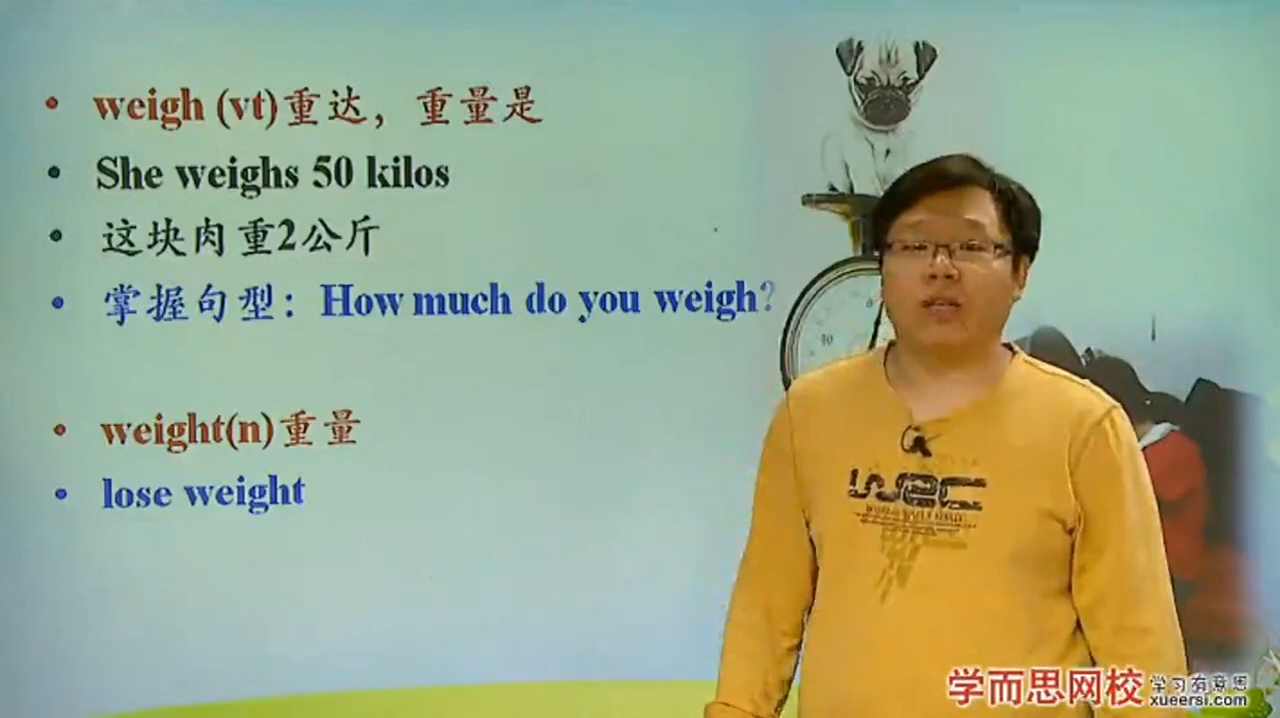 • weigh (vt)重达，重量是
• She weighs 50 kilos
• 这块肉重2公斤
• 掌握句型：How much do you weigh?
• weight(n)重量
• lose weight
40
WRC
学而思网校
学习有意思
xueersi.com